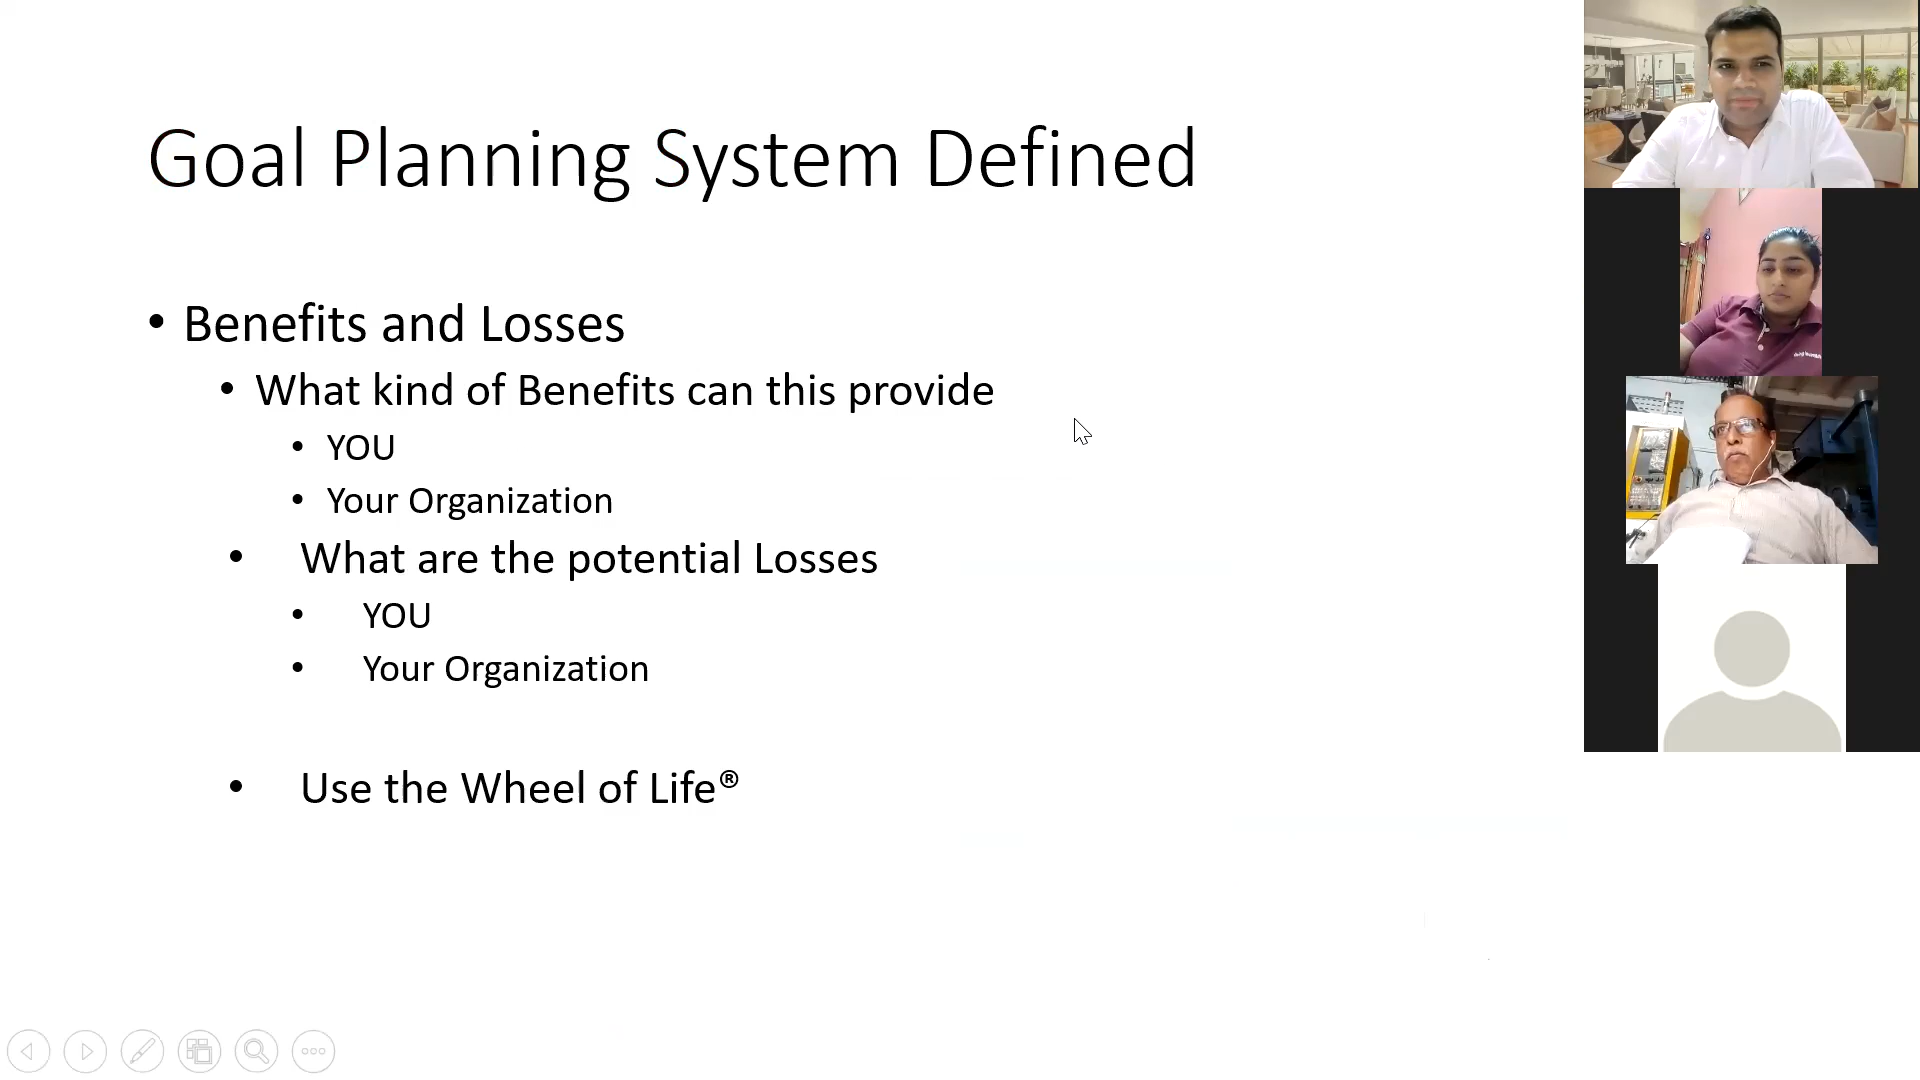 Goal Planning System Defined
• Benefits and Losses
• What kind of Benefits can this provide
• YOU
• Your Organization
• What are the potential Losses
• YOU
• Your Organization
• Use the Wheel of Life®